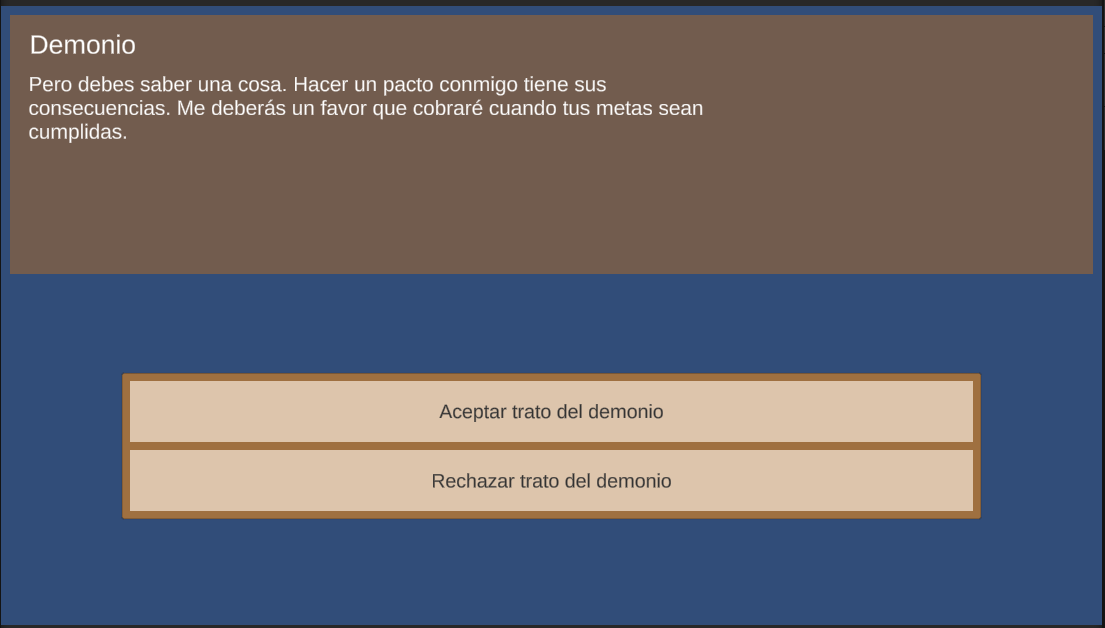 Demonio
Pero debes saber una cosa. Hacer un pacto conmigo tiene sus
consecuencias. Me deberás un favor que cobraré cuando tus metas sean
cumplidas.
Aceptar trato del demonio
Rechazar trato del demonio